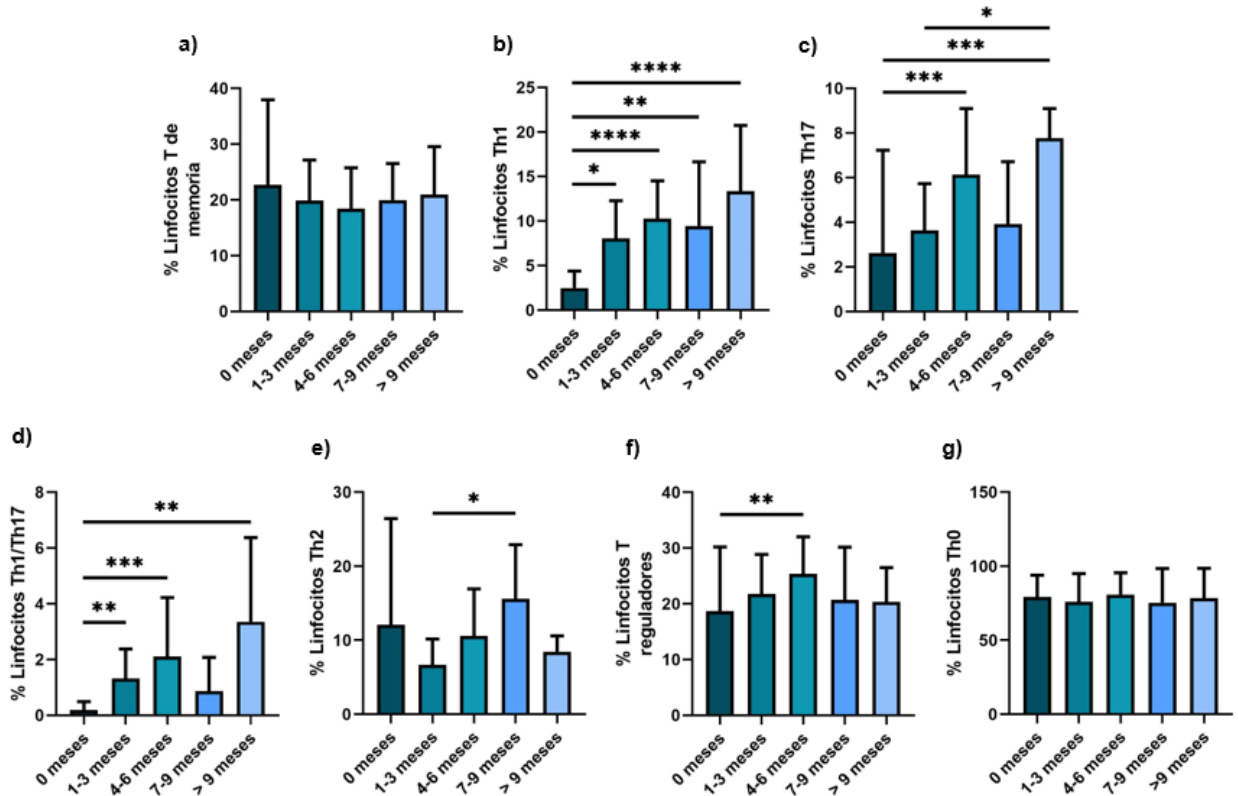 a)
% Linfocitos T de
memoria
40
30
20
10
0
0 meses
1-3 meses
4-6 meses
7-9 meses
> 9 meses
b)
% Linfocitos Th1
25
20
15
10
5
0
****
**
****
*
0 meses
1-3 meses
4-6 meses
7-9 meses
> 9 meses
c)
% Linfocitos Th17
10
8
6
4
2
0
*
***
***
0 meses
1-3 meses
4-6 meses
7-9 meses
> 9 meses
d)
% Linfocitos Th1/Th17
8
6
4
2
0
**
***
**
0 meses
1-3 meses
4-6 meses
7-9 meses
> 9 meses
e)
% Linfocitos Th2
30
20
10
0
*
0 meses
1-3 meses
4-6 meses
7-9 meses
> 9 meses
f)
% Linfocitos T
reguladores
40
30
20
10
0
**
0 meses
1-3 meses
4-6 meses
7-9 meses
> 9 meses
g)
% Linfocitos Th0
150
100
50
0
0 meses
1-3 meses
4-6 meses
7-9 meses
>9 meses